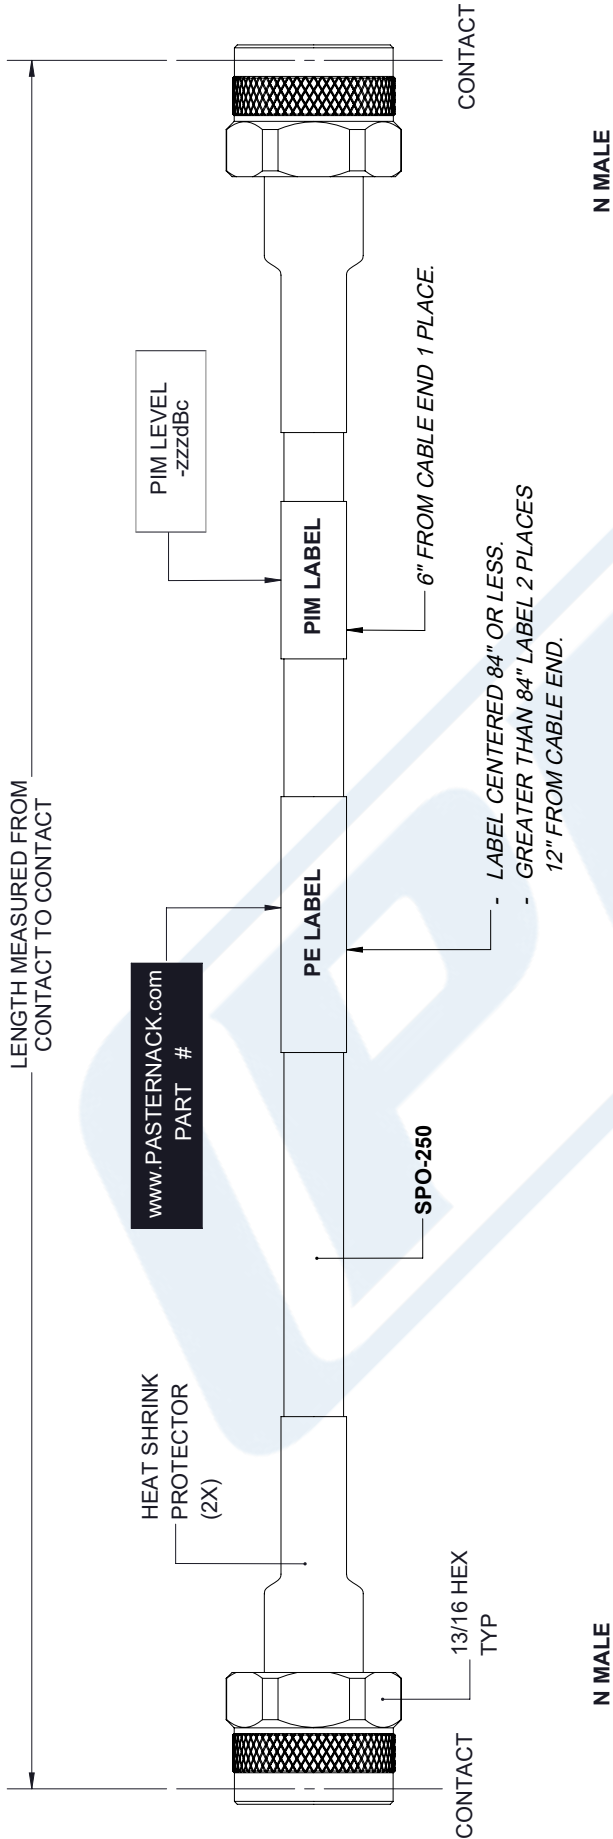 LENGTH MEASURED FROM
CONTACT TO CONTACT
www.PASTERNACK.com
PART #
PIM LEVEL
-zzzdBc
HEAT SHRINK
PROTECTOR
(2X)
PE LABEL
PIM LABEL
13/16 HEX
TYP
SPO-250
- LABEL CENTERED 84" OR LESS.
- GREATER THAN 84" LABEL 2 PLACES
12" FROM CABLE END.
6" FROM CABLE END 1 PLACE.
CONTACT
CONTACT
N MALE
N MALE